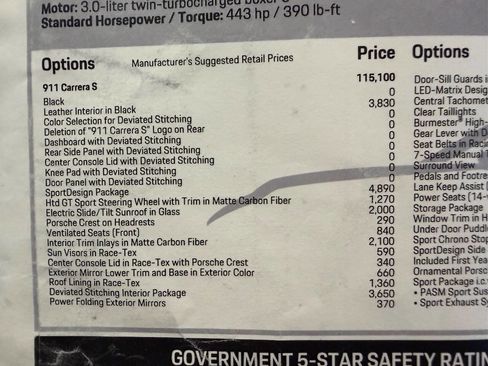 Motor: 3.0-liter twin-turbocharged boxer
Standard Horsepower / Torque: 443 hp / 390 lb-ft
Options Manufacturer's Suggested Retail Prices Price
911 Carrera S 115,100
Black 0
Leather Interior in Black 3,830
Color Selection for Deviated Stitching 0
Deletion of "911 Carrera S" Logo on Rear 0
Dashboard with Deviated Stitching 0
Rear Side Panel with Deviated Stitching 0
Center Console Lid with Deviated Stitching 0
Knee Pad with Deviated Stitching 0
Door Panel with Deviated Stitching 0
SportDesign Package 4,890
Htd GT Sport Steering Wheel with Trim in Matte Carbon Fiber 1,270
Electric Slide/Tilt Sunroof in Glass 2,000
Porsche Crest on Headrests 290
Ventilated Seats (Front) 840
Interior Trim Inlays in Matte Carbon Fiber 2,100
Sun Visors in Race-Tex 590
Center Console Lid in Race-Tex with Porsche Crest 340
Exterior Mirror Lower Trim and Base in Exterior Color 660
Roof Lining in Race-Tex 1,360
Deviated Stitching Interior Package 3,650
Power Folding Exterior Mirrors 370
Options
Door-Sill Guards
LED-Matrix Desig
Central Tachomet
Clear Taillights
Burmester® High-
Gear Lever with D
Seat Belts in Raci
7-Speed Manual T
Surround View
Pedals and Footre
Lane Keep Assist (
Power Seats (14-
Storage Package
Window Trim in H
Under Door Puddl
Sport Chrono Stop
SportDesign Side
Included First Yea
Ornamental Porsc
Sport Package i.c.
• PASM Sport Sus
• Sport Exhaust Sy
GOVERNMENT 5-STAR SAFETY RATIN